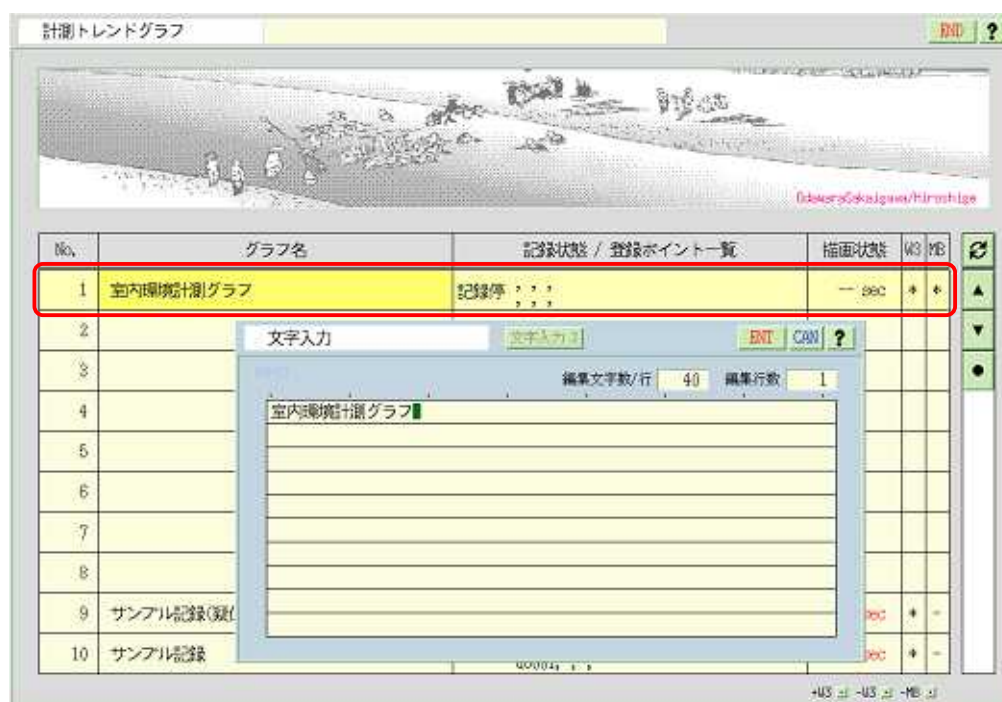 計測トレンドグラフ END ?
OdawaraSakaigawa/Hiroshige
No. グラフ名 記録状態 / 登録ポイント一覧 描画状態 W3 MB
1 室内環境計測グラフ 記録停 , , , -- sec * *
, , ,
2 文字入力 文字入力 ENT CAN ?
3 編集文字数/行 40 編集行数 1
4 室内環境計測グラフ
5
6
7
8
9 サンプル記録 sec * -
10 サンプル記録 sec * -
+W3 -W3 -MB